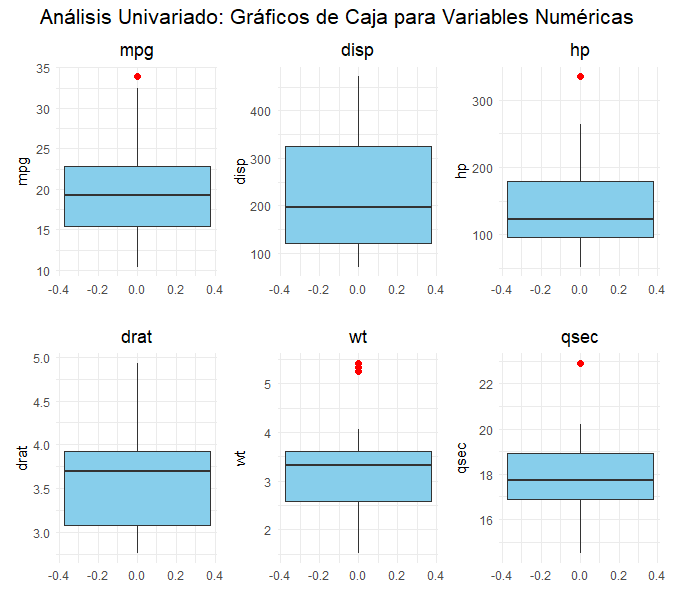 Análisis Univariado: Gráficos de Caja para Variables Numéricas
mpg disp hp
mpg
35
30
25
20
15
10
-0.4 -0.2 0.0 0.2 0.4
disp
400
300
200
100
-0.4 -0.2 0.0 0.2 0.4
hp
300
200
100
-0.4 -0.2 0.0 0.2 0.4
drat wt qsec
drat
5.0
4.5
4.0
3.5
3.0
-0.4 -0.2 0.0 0.2 0.4
wt
5
4
3
2
-0.4 -0.2 0.0 0.2 0.4
qsec
22
20
18
16
-0.4 -0.2 0.0 0.2 0.4